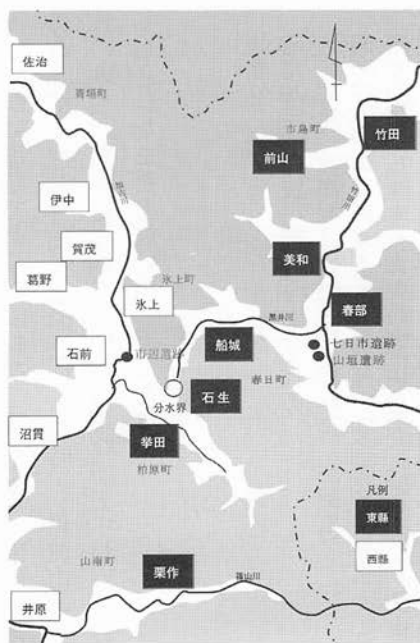 佐治
青垣町
竹田
市島町
前山
伊中
賀茂
美和
葛野
氷上町
氷上
春部
黒井川
七日市遺跡
石前
市辺遺跡
船城
山垣遺跡
春日町
分水界
石生
沼貫
挙田
柏原町
凡例
東縣
西縣
山南町
栗作
篠山川
井原